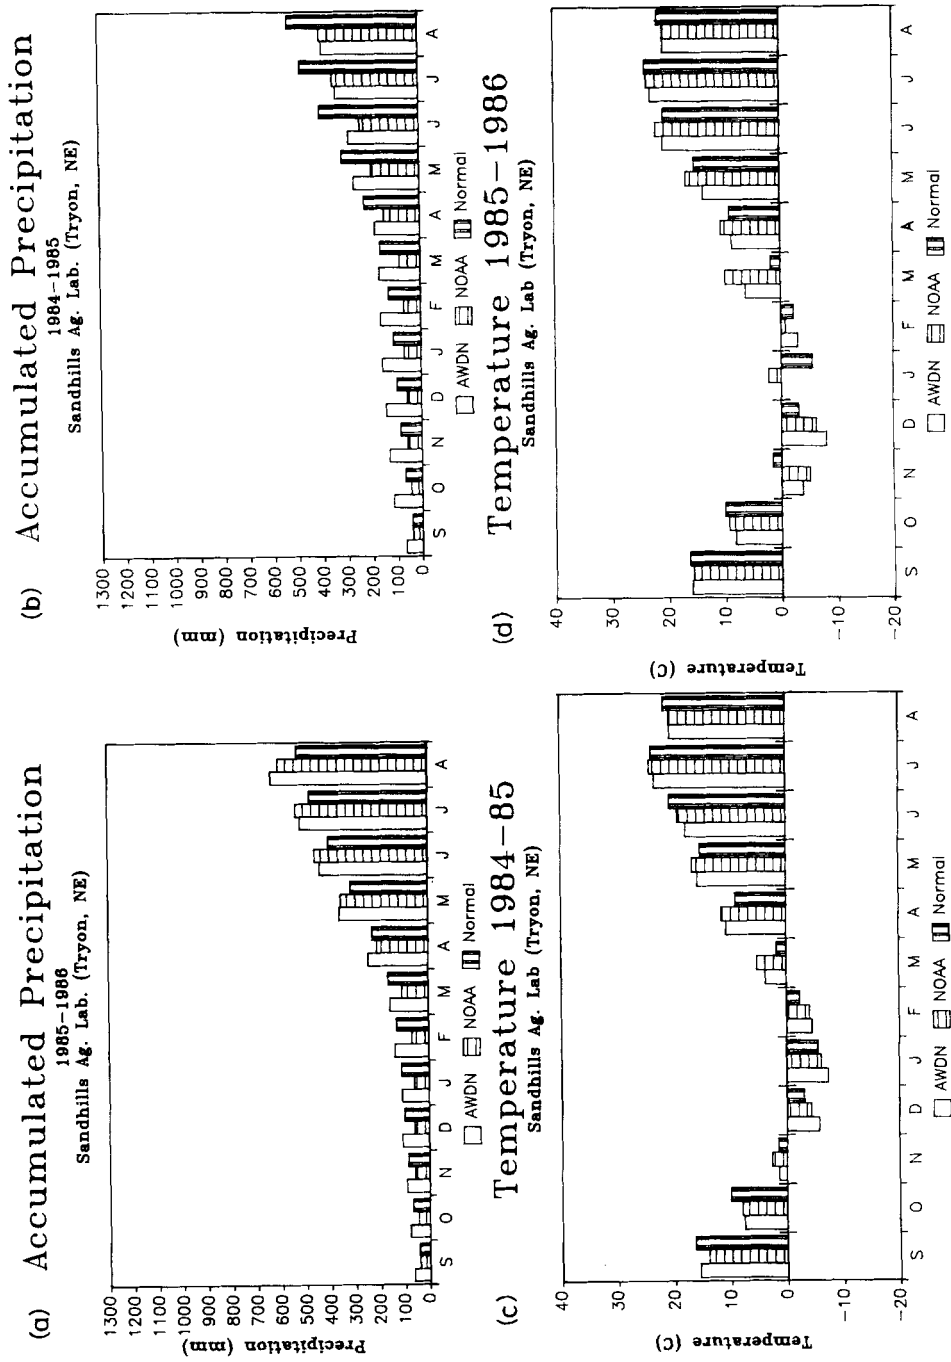 (a) Accumulated Precipitation
1985-1986
Sandhills Ag. Lab. (Tryon, NE)
Precipitation (mm)
1300
1200
1100
1000
900
800
700
600
500
400
300
200
100
0
S O N D J F M A M J J A
AWDN NOAA Normal
(b) Accumulated Precipitation
1984-1985
Sandhills Ag. Lab. (Tryon, NE)
Precipitation (mm)
1300
1200
1100
1000
900
800
700
600
500
400
300
200
100
0
S O N D J F M A M J J A
AWDN NOAA Normal
(c) Temperature 1984-85
Sandhills Ag. Lab (Tryon, NE)
Temperature (C)
40
30
20
10
0
-10
-20
S O N D J F M A M J J A
AWDN NOAA Normal
(d) Temperature 1985-1986
Sandhills Ag. Lab (Tryon, NE)
Temperature (C)
40
30
20
10
0
-10
-20
S O N D J F M A M J J A
AWDN NOAA Normal